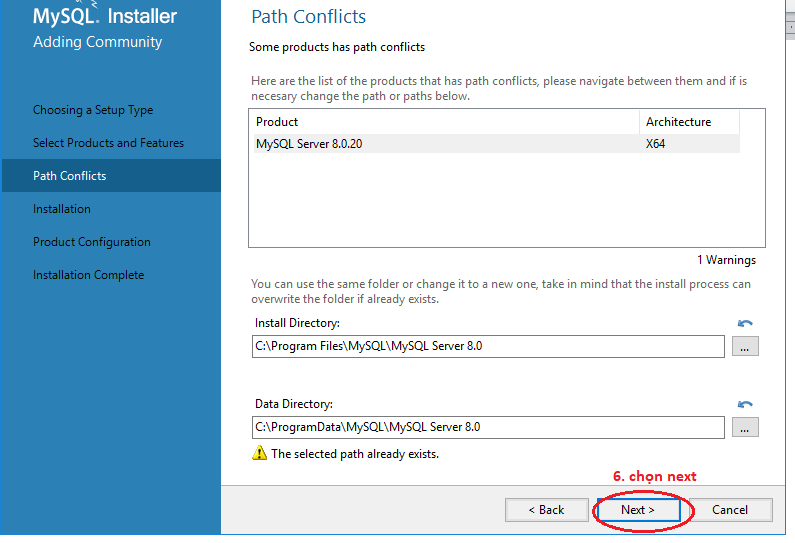 MySQL. Installer
Adding Community
Choosing a Setup Type
Select Products and Features
Path Conflicts
Installation
Product Configuration
Installation Complete
Path Conflicts
Some products has path conflicts
Here are the list of the products that has path conflicts, please navigate between them and if is
necesary change the path or paths below.
Product Architecture
MySQL Server 8.0.20 X64
1 Warnings
You can use the same folder or change it to a new one, take in mind that the install process can
overwrite the folder if already exists.
Install Directory:
C:\Program Files\MySQL\MySQL Server 8.0
...
Data Directory:
C:\ProgramData\MySQL\MySQL Server 8.0
...
The selected path already exists.
6. chọn next
< Back Next > Cancel